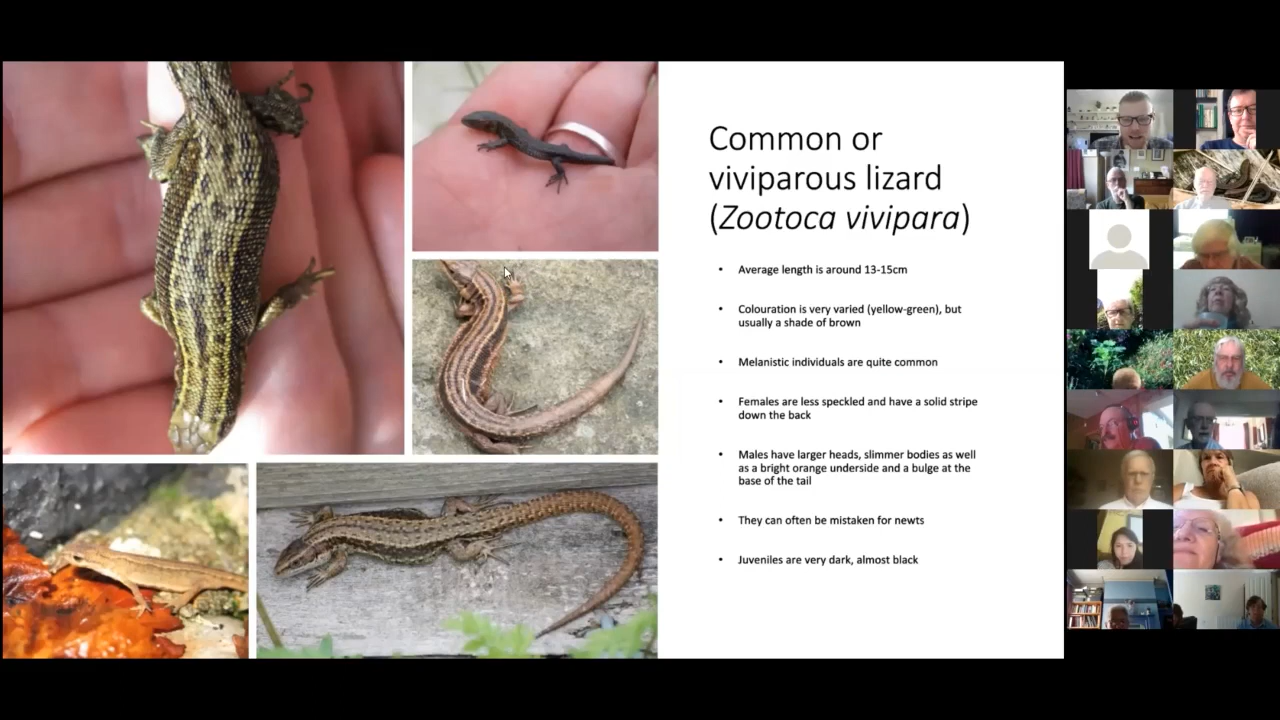 Common or
viviparous lizard
(Zootoca vivipara)
• Average length is around 13-15cm
• Colouration is very varied (yellow-green), but
usually a shade of brown
• Melanistic individuals are quite common
• Females are less speckled and have a solid stripe
down the back
• Males have larger heads, slimmer bodies as well
as a bright orange underside and a bulge at the
base of the tail
• They can often be mistaken for newts
• Juveniles are very dark, almost black